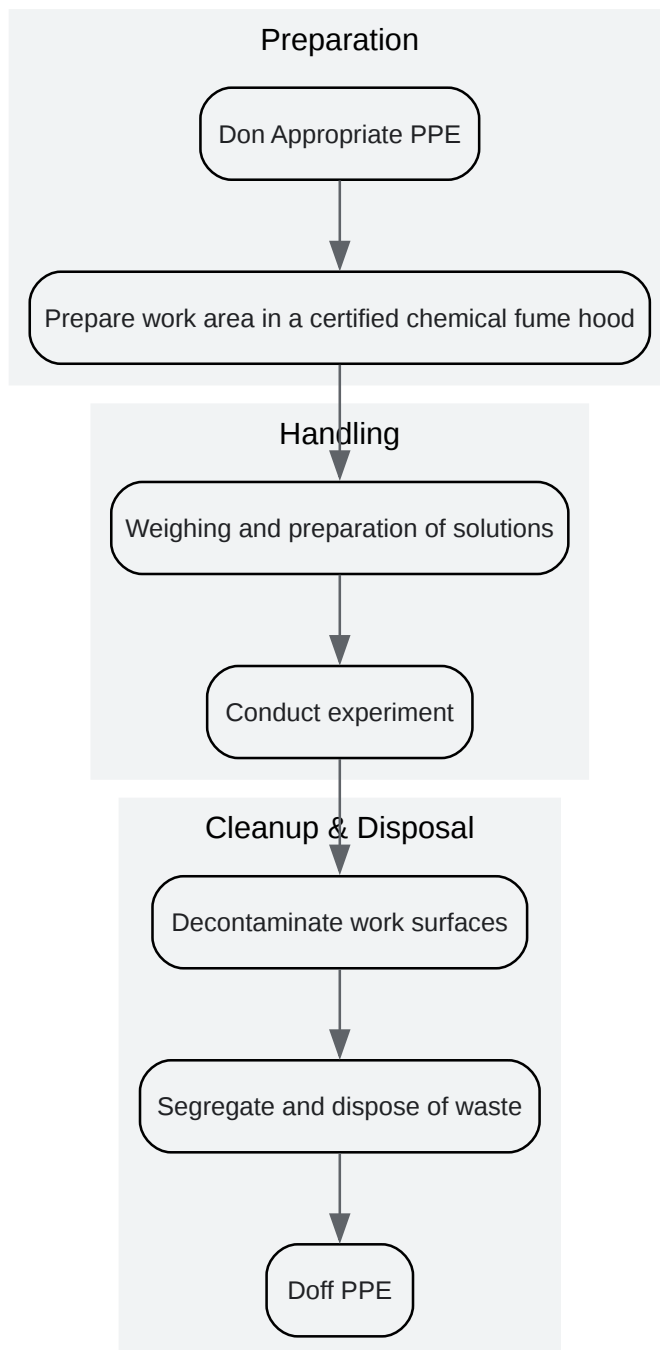 Preparation
Don Appropriate PPE
Prepare work area in a certified chemical fume hood
Handling
Weighing and preparation of solutions
Conduct experiment
Cleanup & Disposal
Decontaminate work surfaces
Segregate and dispose of waste
Doff PPE